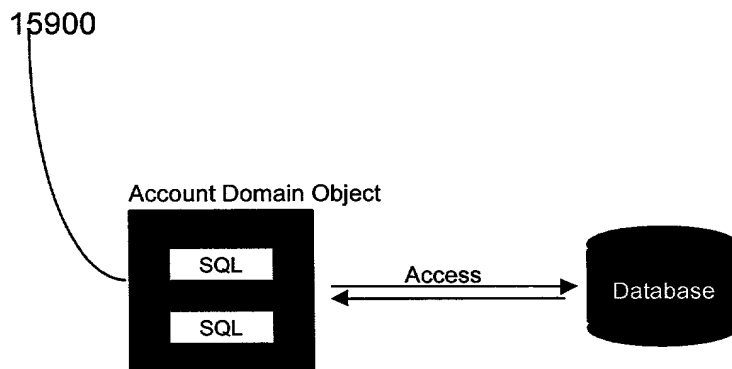 15900
Account Domain Object
SQL
Access
Database
SQL